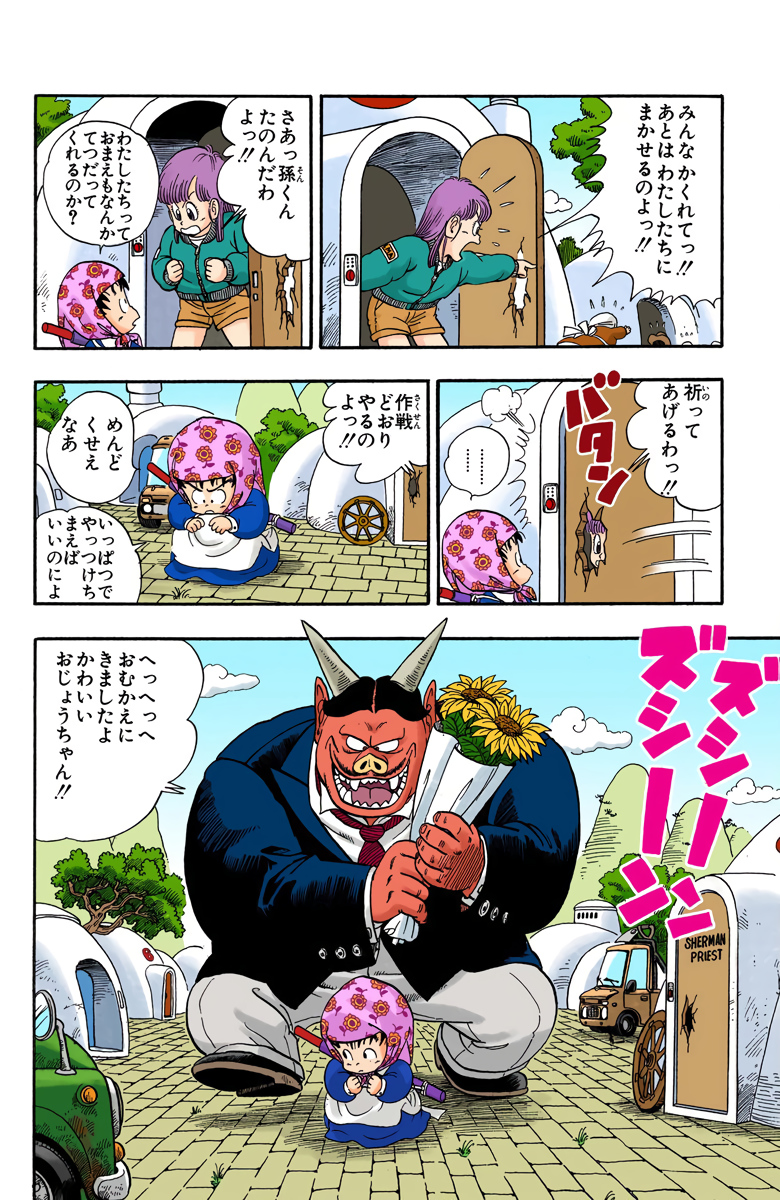 みんなかくれてっ!!
あとはわたしたちに
まかせるのよっ!!
さあっ孫くん
たのんだわ
よっ!!
わたしたちって
おまえもなんか
てつだって
くれるのか?
祈って
あげるわっ!!
バタン
……
作戦
どおり
やるの
よっ!!
めんど
くせえ
なあ
いっぱつで
やっつけち
まえば
いいのによ
ズシーン
ズシーン
へっへっへ
おむかえに
きましたよ
かわいい
おじょうちゃん!!
SHERMAN
PRIEST